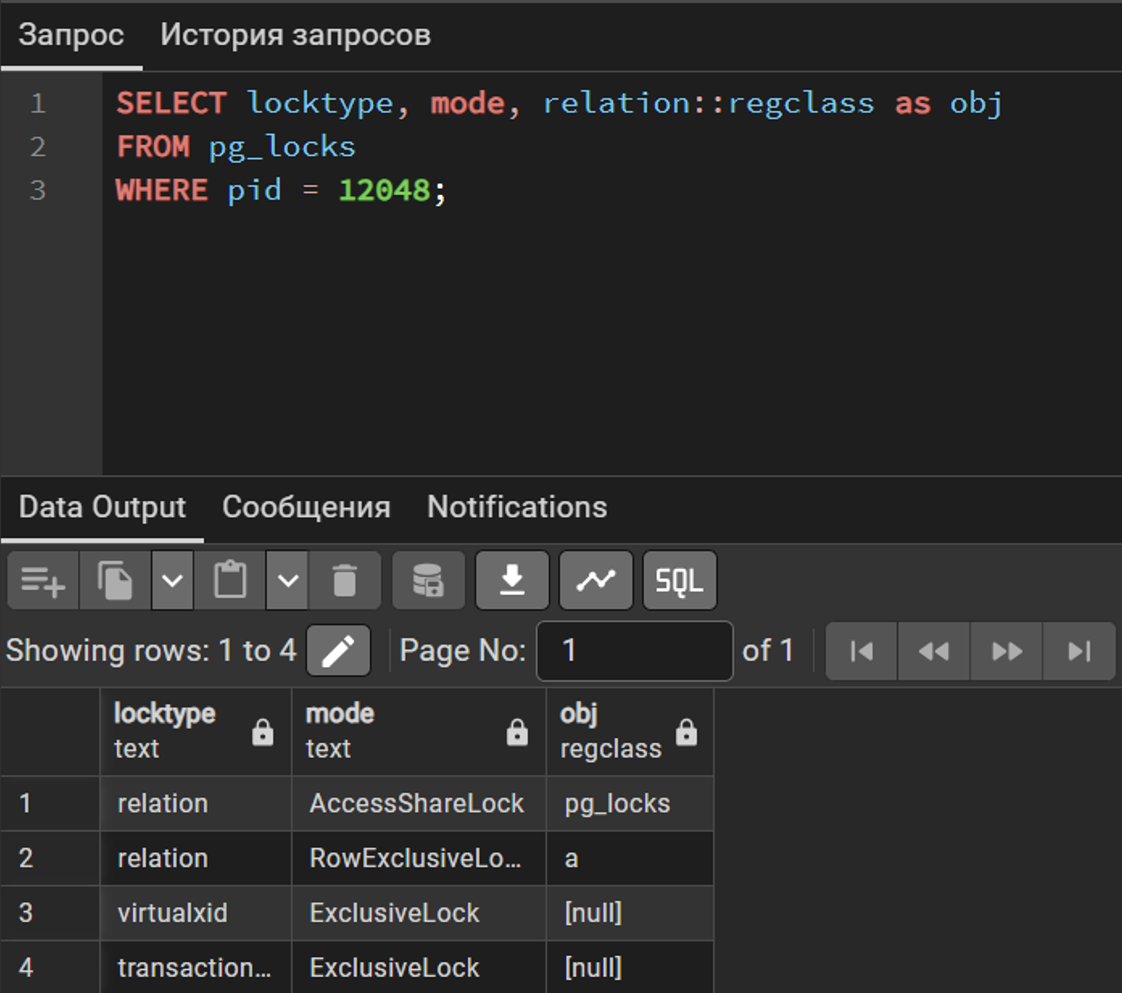 Запрос История запросов
1 SELECT locktype, mode, relation::regclass as obj
2 FROM pg_locks
3 WHERE pid = 12048;
Data Output Сообщения Notifications
SQL
Showing rows: 1 to 4 Page No: 1 of 1
locktype mode obj
text text regclass
1 relation AccessShareLock pg_locks
2 relation RowExclusiveLo... a
3 virtualxid ExclusiveLock [null]
4 transaction... ExclusiveLock [null]